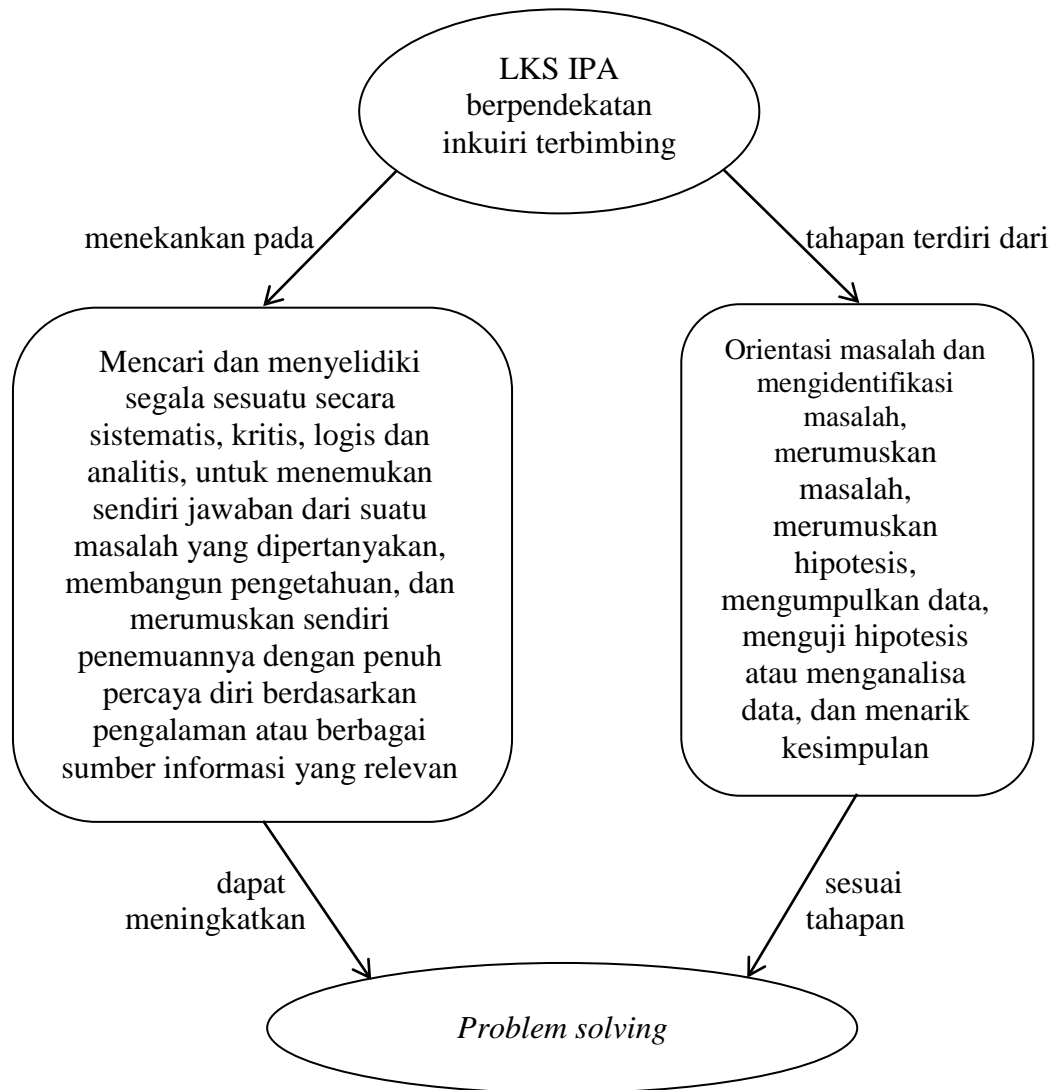 LKS IPA
berpendekatan
inkuiri terbimbing
menekankan pada
tahapan terdiri dari
Mencari dan menyelidiki
segala sesuatu secara
sistematis, kritis, logis dan
analitis, untuk menemukan
sendiri jawaban dari suatu
masalah yang dipertanyakan,
membangun pengetahuan, dan
merumuskan sendiri
penemuannya dengan penuh
percaya diri berdasarkan
pengalaman atau berbagai
sumber informasi yang relevan
Orientasi masalah dan
mengidentifikasi
masalah,
merumuskan
masalah,
merumuskan
hipotesis,
mengumpulkan data,
menguji hipotesis
atau menganalisa
data, dan menarik
kesimpulan
dapat
meningkatkan
sesuai
tahapan
Problem solving